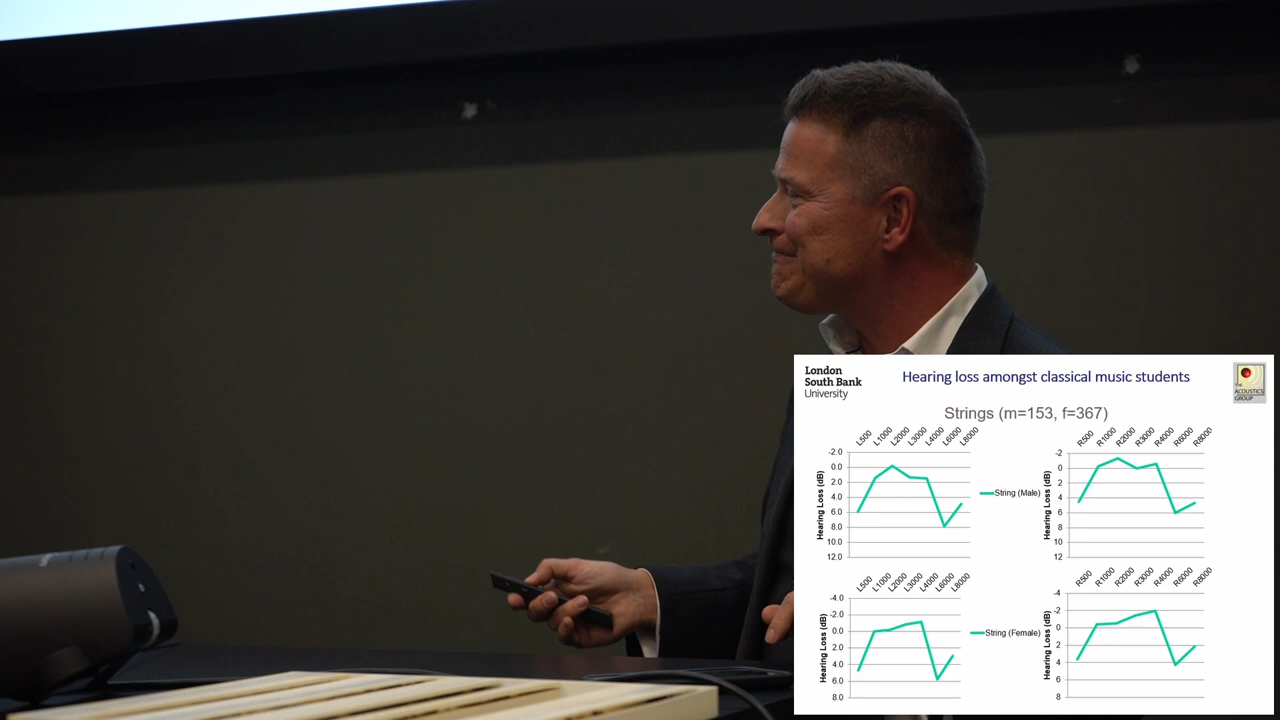 London
South Bank
University
Hearing loss amongst classical music students
THE
ACOUSTICS
GROUP
Strings (m=153, f=367)
L500 L1000 L2000 L3000 L4000 L6000 L8000
-2.0
0.0
2.0
4.0
6.0
8.0
10.0
12.0
Hearing Loss (dB)
String (Male)
R500 R1000 R2000 R3000 R4000 R6000 R8000
-2
0
2
4
6
8
10
12
Hearing Loss (dB)
L500 L1000 L2000 L3000 L4000 L6000 L8000
-4.0
-2.0
0.0
2.0
4.0
6.0
8.0
Hearing Loss (dB)
String (Female)
R500 R1000 R2000 R3000 R4000 R6000 R8000
-4
-2
0
2
4
6
8
Hearing Loss (dB)